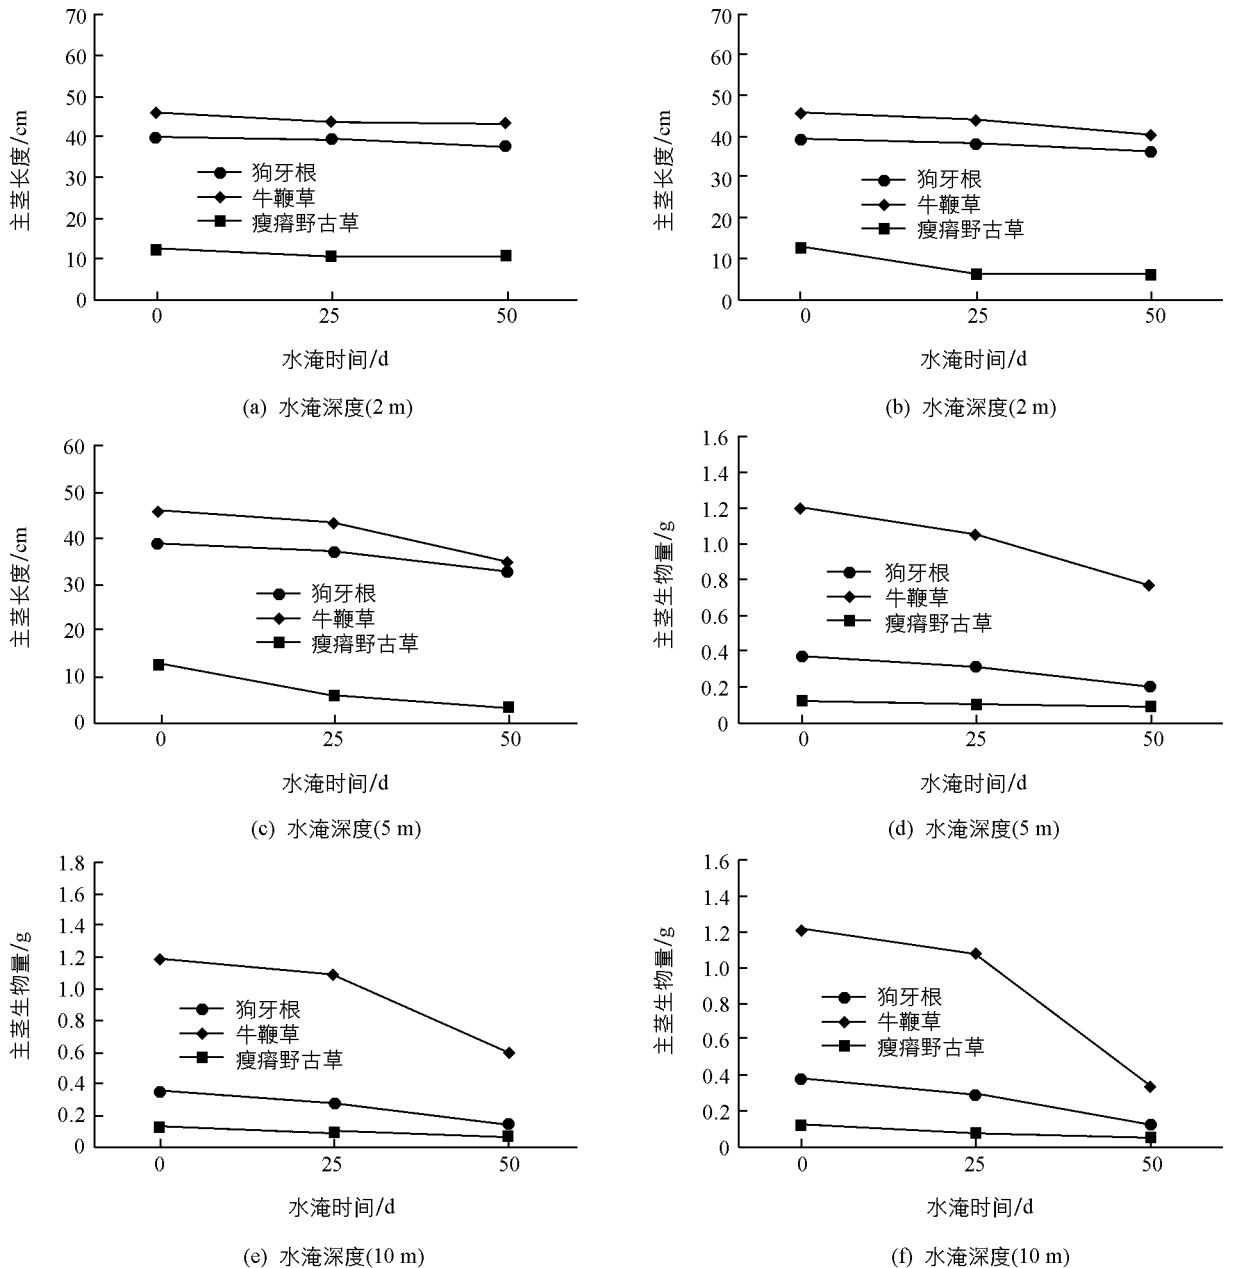 70
60
50
40
30
20
10
0
主茎长度/cm
狗牙根
牛鞭草
瘦瘠野古草
0 25 50
水淹时间/d
(a) 水淹深度(2 m)
70
60
50
40
30
20
10
0
主茎长度/cm
狗牙根
牛鞭草
瘦瘠野古草
0 25 50
水淹时间/d
(b) 水淹深度(2 m)
60
50
40
30
20
10
0
主茎长度/cm
狗牙根
牛鞭草
瘦瘠野古草
0 25 50
水淹时间/d
(c) 水淹深度(5 m)
1.6
1.4
1.2
1.0
0.8
0.6
0.4
0.2
0
主茎生物量/g
狗牙根
牛鞭草
瘦瘠野古草
0 25 50
水淹时间/d
(d) 水淹深度(5 m)
1.8
1.6
1.4
1.2
1.0
0.8
0.6
0.4
0.2
0
主茎生物量/g
狗牙根
牛鞭草
瘦瘠野古草
0 25 50
水淹时间/d
(e) 水淹深度(10 m)
1.6
1.4
1.2
1.0
0.8
0.6
0.4
0.2
0
主茎生物量/g
狗牙根
牛鞭草
瘦瘠野古草
0 25 50
水淹时间/d
(f) 水淹深度(10 m)